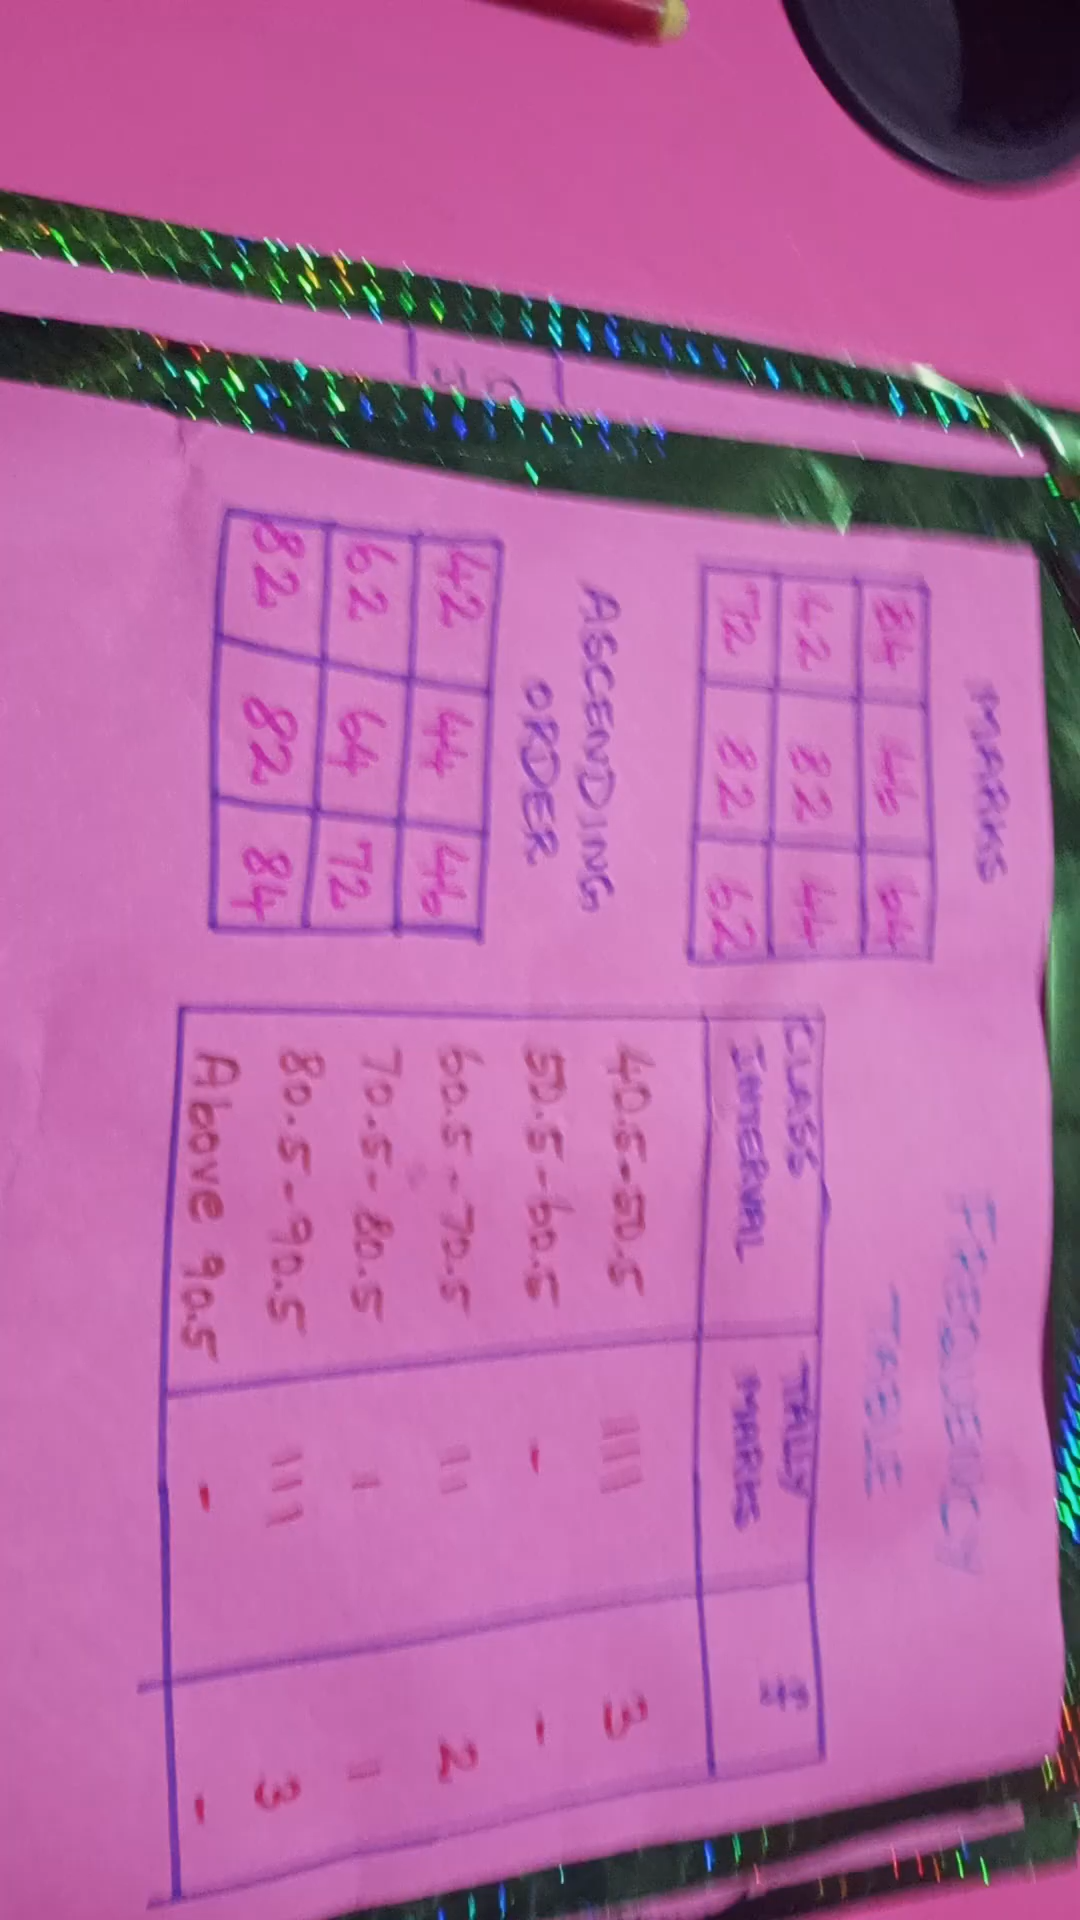 MARKS
84 46 64
42 82 44
72 82 62
ASCENDING
ORDER
42 44 46
62 64 72
82 82 84
FREQUENCY
TABLE
CLASS INTERVAL TALLY MARKS f
40.5-50.5 ||| 3
50.5-60.5 - -
60.5-70.5 || 2
70.5-80.5 | 1
80.5-90.5 ||| 3
Above 90.5 - -